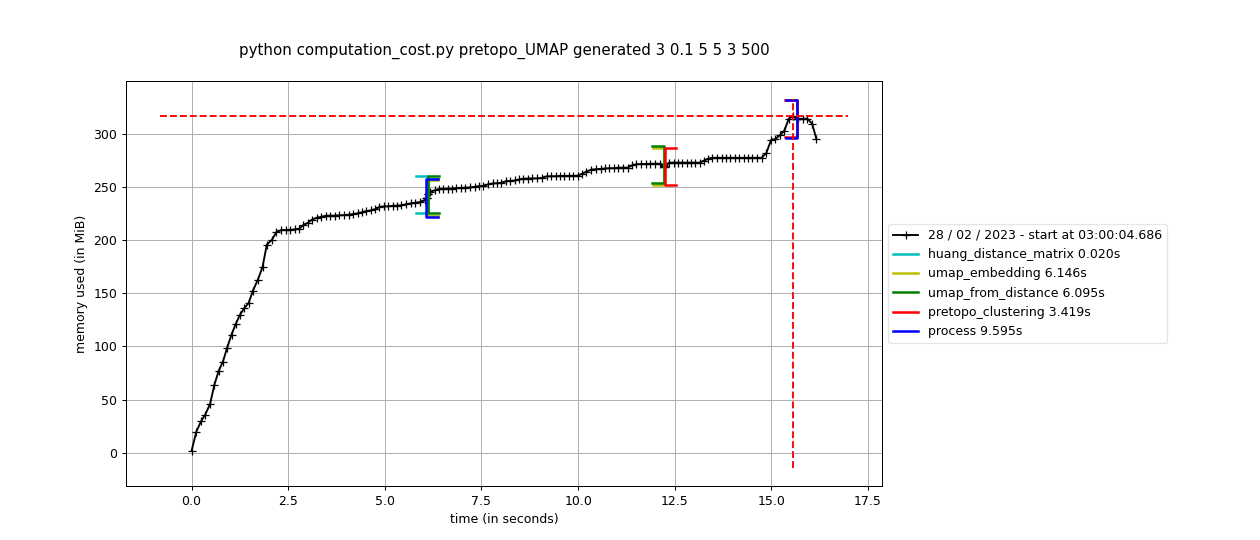 python computation_cost.py pretopo_UMAP generated 3 0.1 5 5 3 500
memory used (in MiB)
300
250
200
150
100
50
0
0.0 2.5 5.0 7.5 10.0 12.5 15.0 17.5
time (in seconds)
28 / 02 / 2023 - start at 03:00:04.686
huang_distance_matrix 0.020s
umap_embedding 6.146s
umap_from_distance 6.095s
pretopo_clustering 3.419s
process 9.595s